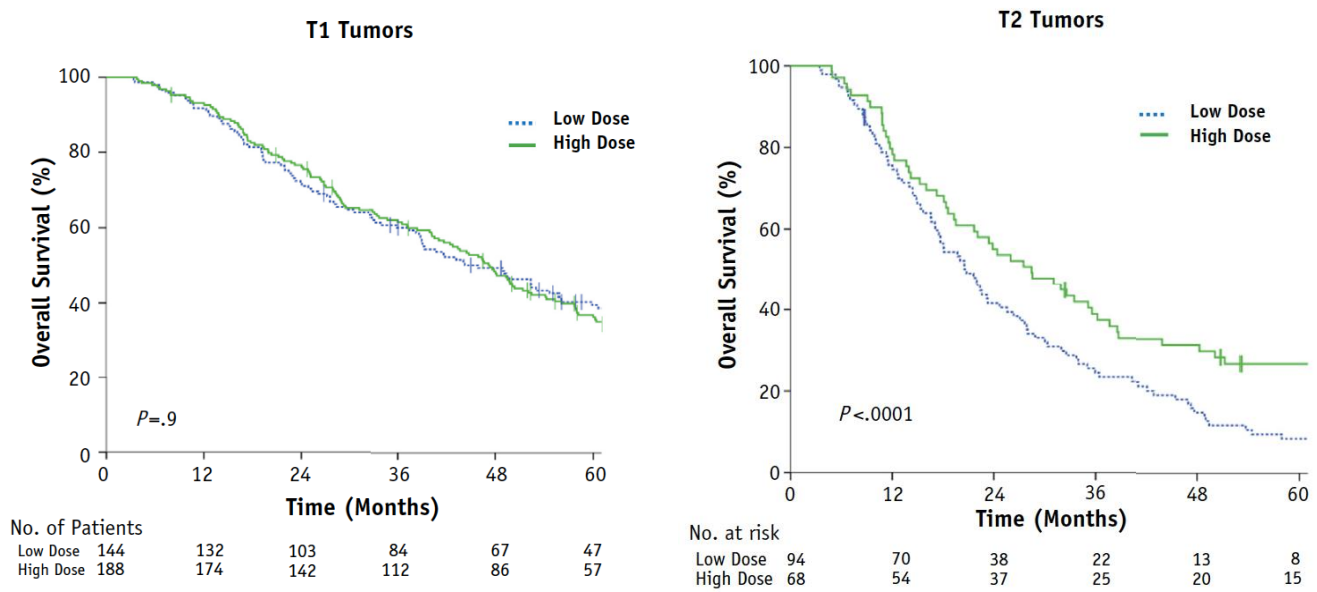 T1 Tumors
100
80
60
40
20
0
Overall Survival (%)
Low Dose
High Dose
P=.9
0 12 24 36 48 60
Time (Months)
No. of Patients
Low Dose 144 132 103 84 67 47
High Dose 188 174 142 112 86 57
T2 Tumors
100
80
60
40
20
0
Overall Survival (%)
Low Dose
High Dose
P<.0001
0 12 24 36 48 60
Time (Months)
No. at risk
Low Dose 94 70 38 22 13 8
High Dose 68 54 37 25 20 15